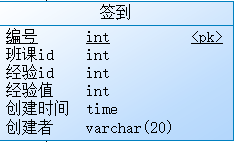 签到
编号 int <pk>
班课id int
经验id int
经验值 int
创建时间 time
创建者 varchar(20)